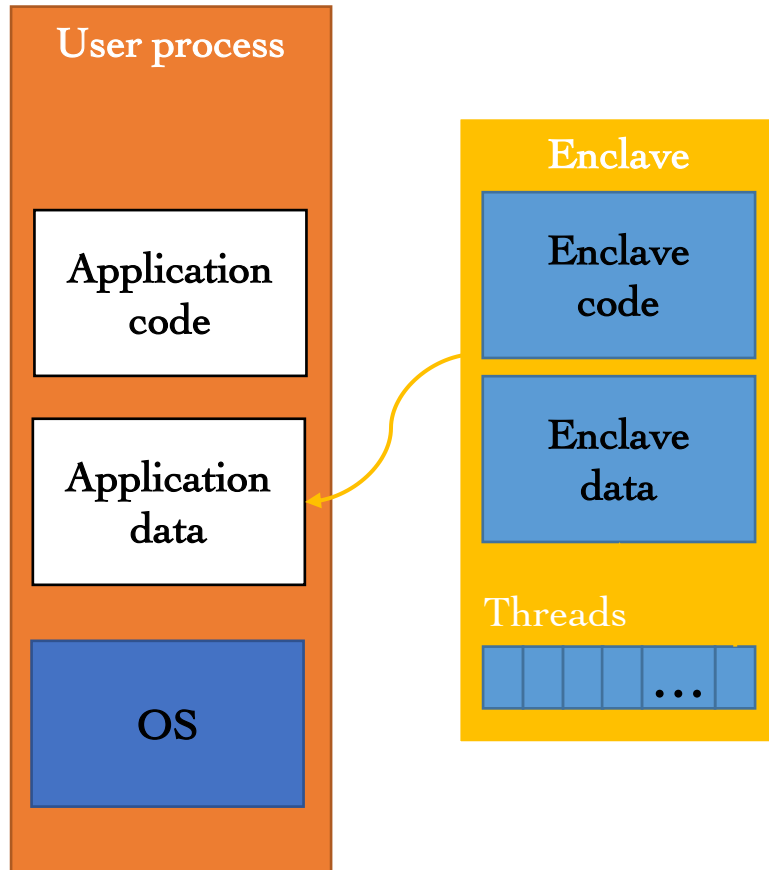 User process
Application
code
Application
data
OS
Enclave
Enclave
code
Enclave
data
Threads
...